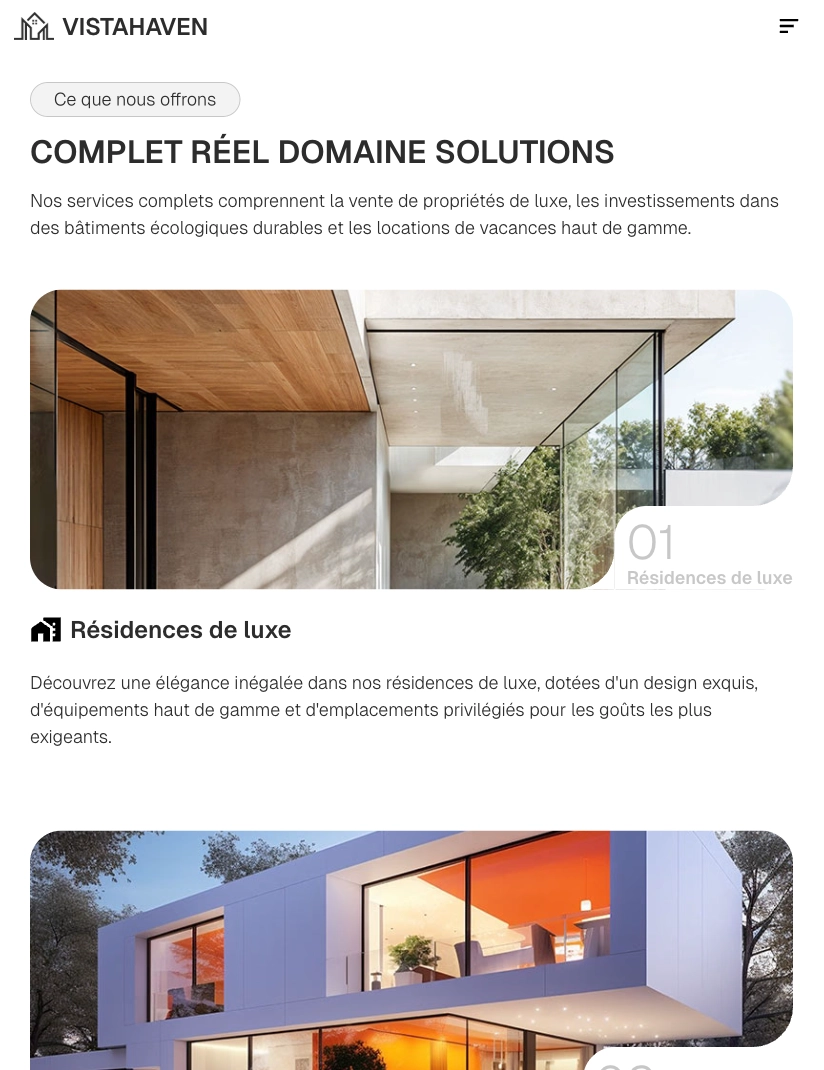 VISTAHAVEN
Ce que nous offrons
COMPLET RÉEL DOMAINE SOLUTIONS
Nos services complets comprennent la vente de propriétés de luxe, les investissements dans
des bâtiments écologiques durables et les locations de vacances haut de gamme.
01
Résidences de luxe
Résidences de luxe
Découvrez une élégance inégalée dans nos résidences de luxe, dotées d'un design exquis,
d'équipements haut de gamme et d'emplacements privilégiés pour les goûts les plus
exigeants.